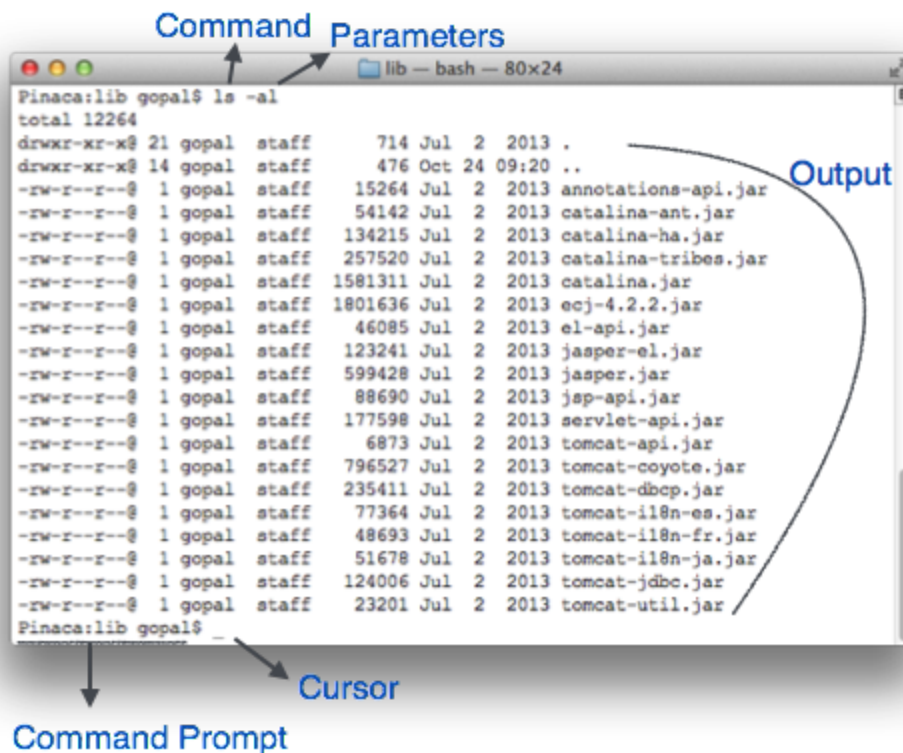 Command
Parameters
lib — bash — 80×24
Pinaca:lib gopal$ ls -al
total 12264
drwxr-xr-x@ 21 gopal  staff      714 Jul  2  2013 .
drwxr-xr-x@ 14 gopal  staff      476 Oct 24 09:20 ..
-rw-r--r--@  1 gopal  staff    15264 Jul  2  2013 annotations-api.jar
-rw-r--r--@  1 gopal  staff    54142 Jul  2  2013 catalina-ant.jar
-rw-r--r--@  1 gopal  staff   134215 Jul  2  2013 catalina-ha.jar
-rw-r--r--@  1 gopal  staff   257520 Jul  2  2013 catalina-tribes.jar
-rw-r--r--@  1 gopal  staff  1581311 Jul  2  2013 catalina.jar
-rw-r--r--@  1 gopal  staff  1801636 Jul  2  2013 ecj-4.2.2.jar
-rw-r--r--@  1 gopal  staff    46085 Jul  2  2013 el-api.jar
-rw-r--r--@  1 gopal  staff   123241 Jul  2  2013 jasper-el.jar
-rw-r--r--@  1 gopal  staff   599428 Jul  2  2013 jasper.jar
-rw-r--r--@  1 gopal  staff    88690 Jul  2  2013 jsp-api.jar
-rw-r--r--@  1 gopal  staff   177598 Jul  2  2013 servlet-api.jar
-rw-r--r--@  1 gopal  staff     6873 Jul  2  2013 tomcat-api.jar
-rw-r--r--@  1 gopal  staff   796527 Jul  2  2013 tomcat-coyote.jar
-rw-r--r--@  1 gopal  staff   235411 Jul  2  2013 tomcat-dbcp.jar
-rw-r--r--@  1 gopal  staff    77364 Jul  2  2013 tomcat-i18n-es.jar
-rw-r--r--@  1 gopal  staff    48693 Jul  2  2013 tomcat-i18n-fr.jar
-rw-r--r--@  1 gopal  staff    51678 Jul  2  2013 tomcat-i18n-ja.jar
-rw-r--r--@  1 gopal  staff   124006 Jul  2  2013 tomcat-jdbc.jar
-rw-r--r--@  1 gopal  staff    23201 Jul  2  2013 tomcat-util.jar
Pinaca:lib gopal$ _
Output
Cursor
Command Prompt